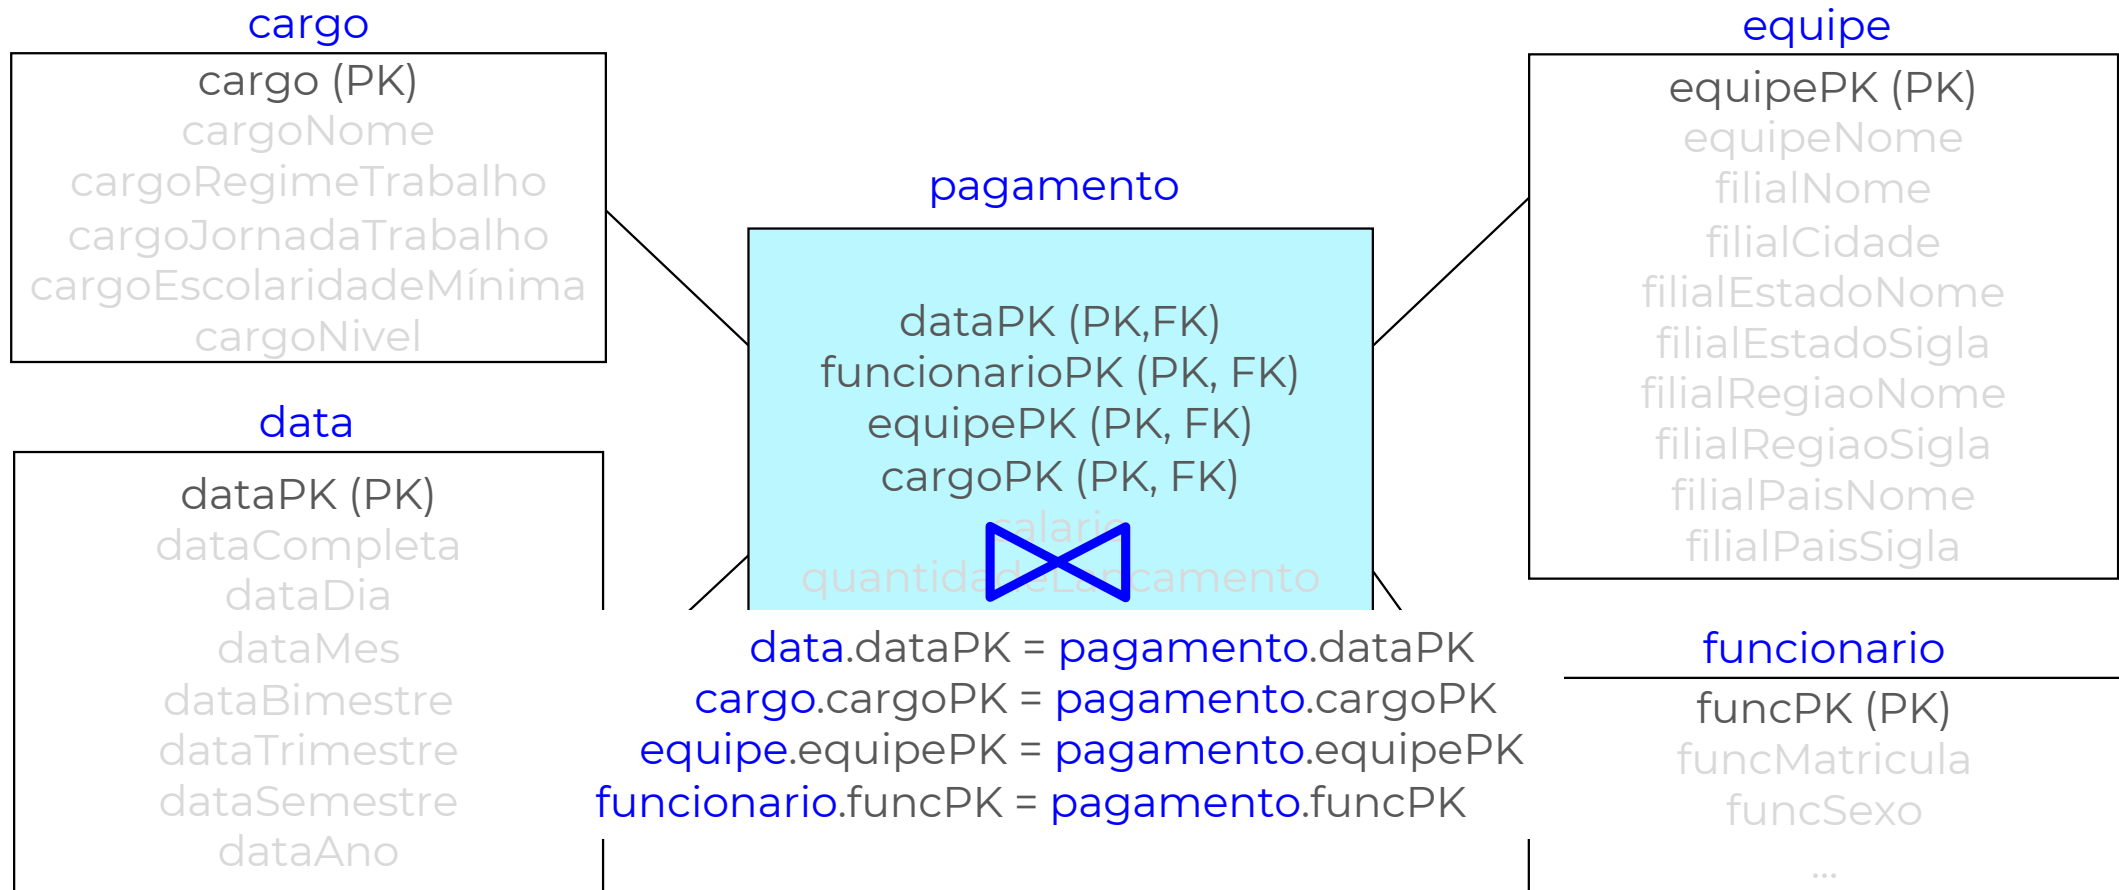 cargo
cargo (PK)
cargoNome
cargoRegimeTrabalho
cargoJornadaTrabalho
cargoEscolaridadeMínima
cargoNivel
data
dataPK (PK)
dataCompleta
dataDia
dataMes
dataBimestre
dataTrimestre
dataSemestre
dataAno
pagamento
dataPK (PK,FK)
funcionarioPK (PK, FK)
equipePK (PK, FK)
cargoPK (PK, FK)
salario
quantidadeLancamento
data.dataPK = pagamento.dataPK
cargo.cargoPK = pagamento.cargoPK
equipe.equipePK = pagamento.equipePK
funcionario.funcPK = pagamento.funcPK
equipe
equipePK (PK)
equipeNome
filialNome
filialCidade
filialEstadoNome
filialEstadoSigla
filialRegiaoNome
filialRegiaoSigla
filialPaisNome
filialPaisSigla
funcionario
funcPK (PK)
funcMatricula
funcSexo
...